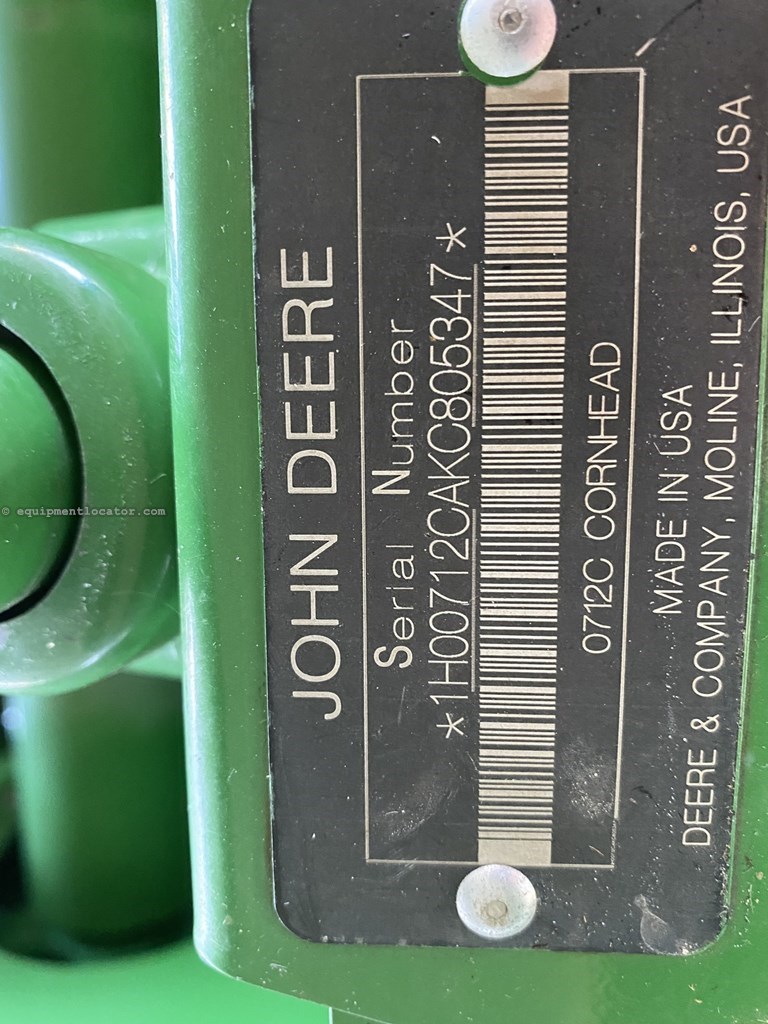 JOHN DEERE
Serial Number
*1H00712CAKC805347*
0712C CORNHEAD
MADE IN USA
DEERE & COMPANY, MOLINE, ILLINOIS, USA
© equipmentlocator.com